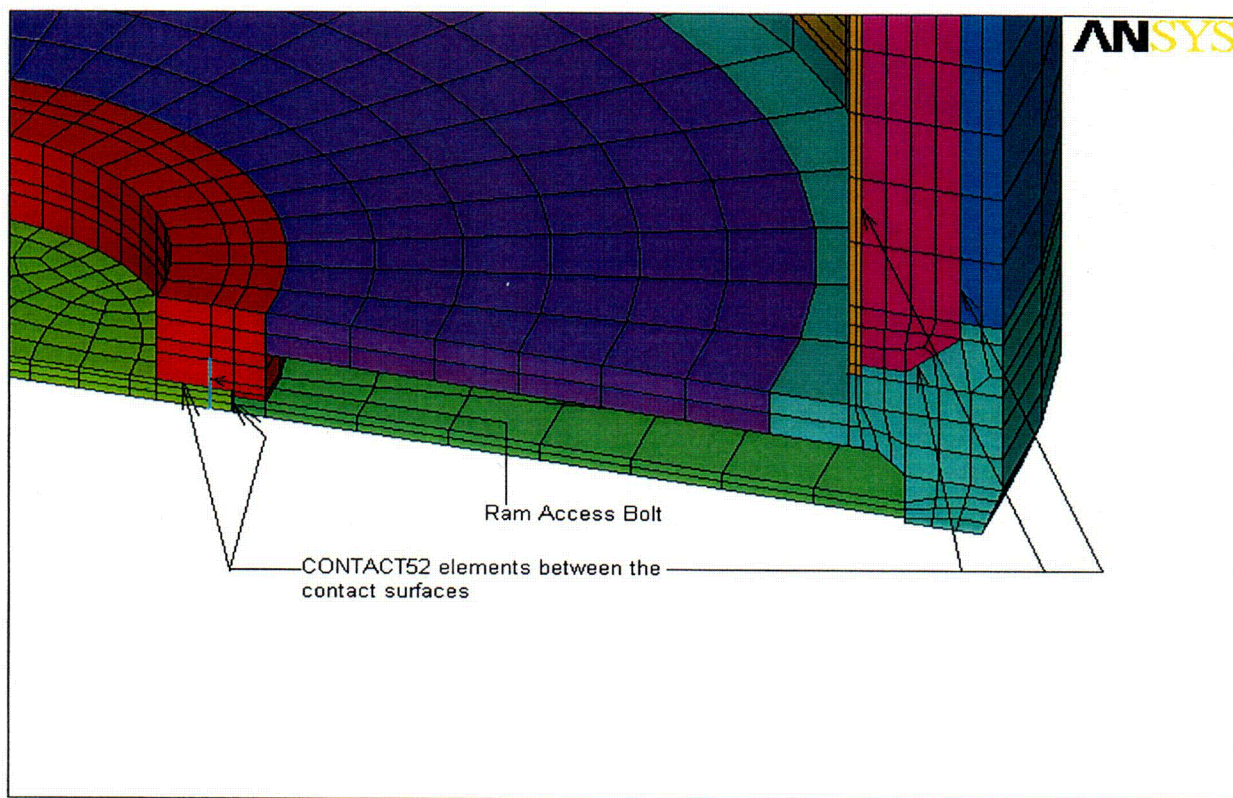 ANSYS
Ram Access Bolt
CONTACT52 elements between the
contact surfaces